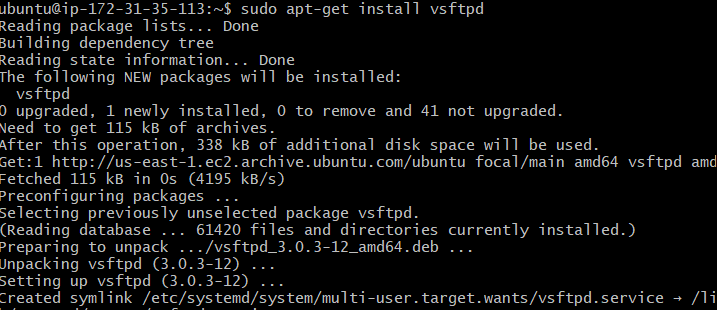 ubuntu@ip-172-31-35-113:~$ sudo apt-get install vsftpd
Reading package lists... Done
Building dependency tree
Reading state information... Done
The following NEW packages will be installed:
  vsftpd
0 upgraded, 1 newly installed, 0 to remove and 41 not upgraded.
Need to get 115 kB of archives.
After this operation, 338 kB of additional disk space will be used.
Get:1 http://us-east-1.ec2.archive.ubuntu.com/ubuntu focal/main amd64 vsftpd amd
Fetched 115 kB in 0s (4195 kB/s)
Preconfiguring packages ...
Selecting previously unselected package vsftpd.
(Reading database ... 61420 files and directories currently installed.)
Preparing to unpack .../vsftpd_3.0.3-12_amd64.deb ...
Unpacking vsftpd (3.0.3-12) ...
Setting up vsftpd (3.0.3-12) ...
Created symlink /etc/systemd/system/multi-user.target.wants/vsftpd.service → /li